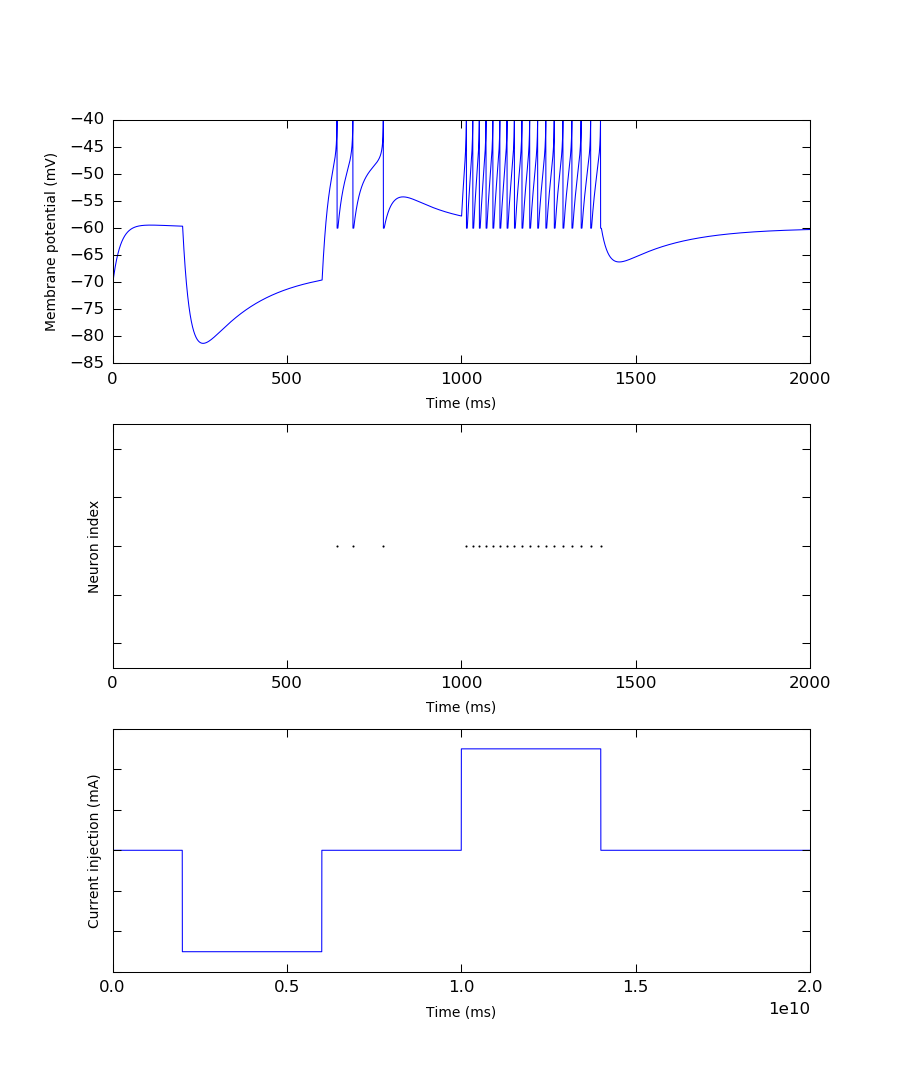 −40
−45
−50
−55
−60
−65
−70
−75
−80
−85
Membrane potential (mV)
0 500 1000 1500 2000
Time (ms)
Neuron index
0 500 1000 1500 2000
Time (ms)
Current injection (mA)
0.0 0.5 1.0 1.5 2.0
1e10
Time (ms)